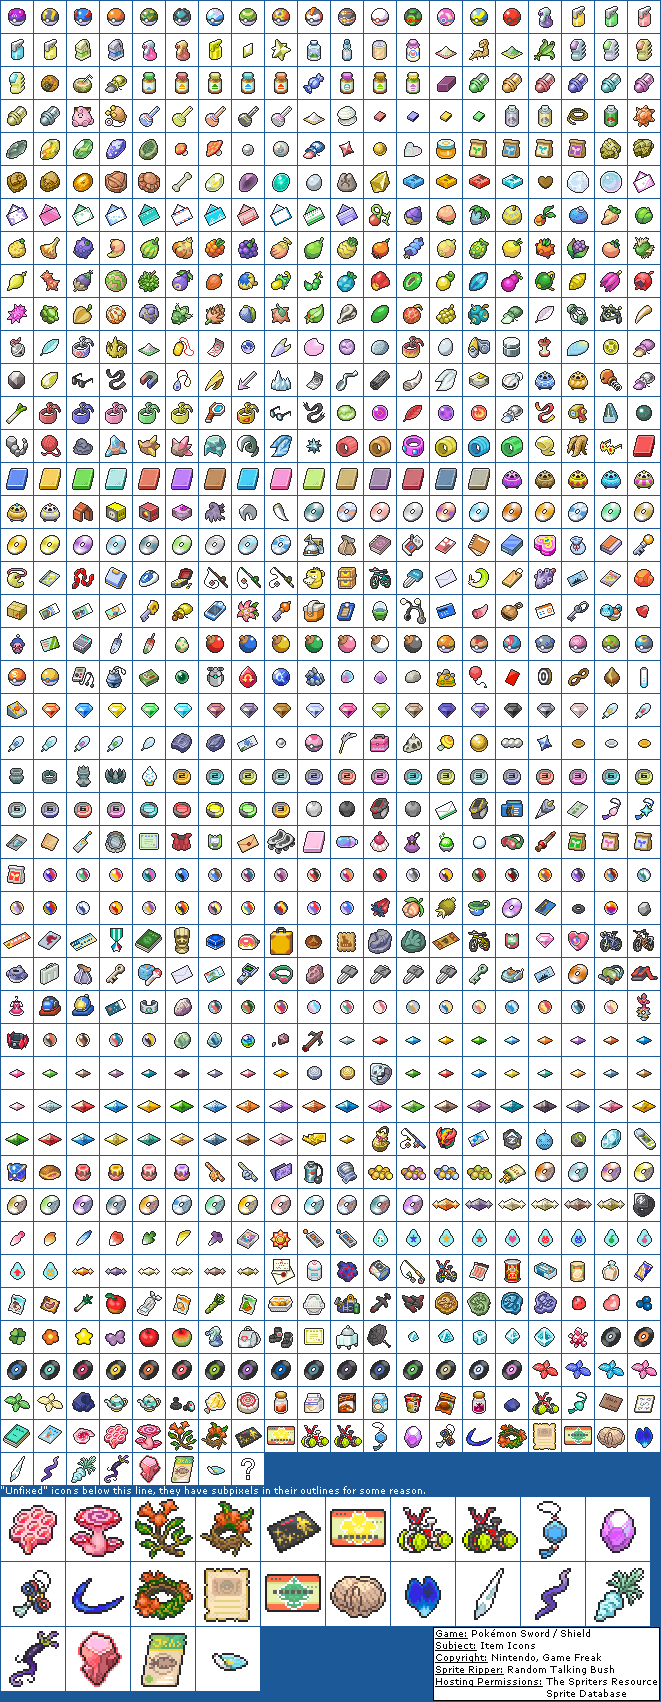 "Unfixed" icons below this line, they have subpixels in their outlines for some reason.
Game: Pokémon Sword / Shield
Subject: Item Icons
Copyright: Nintendo, Game Freak
Sprite Ripper: Random Talking Bush
Hosting Permissions: The Spriters Resource
Sprite Database